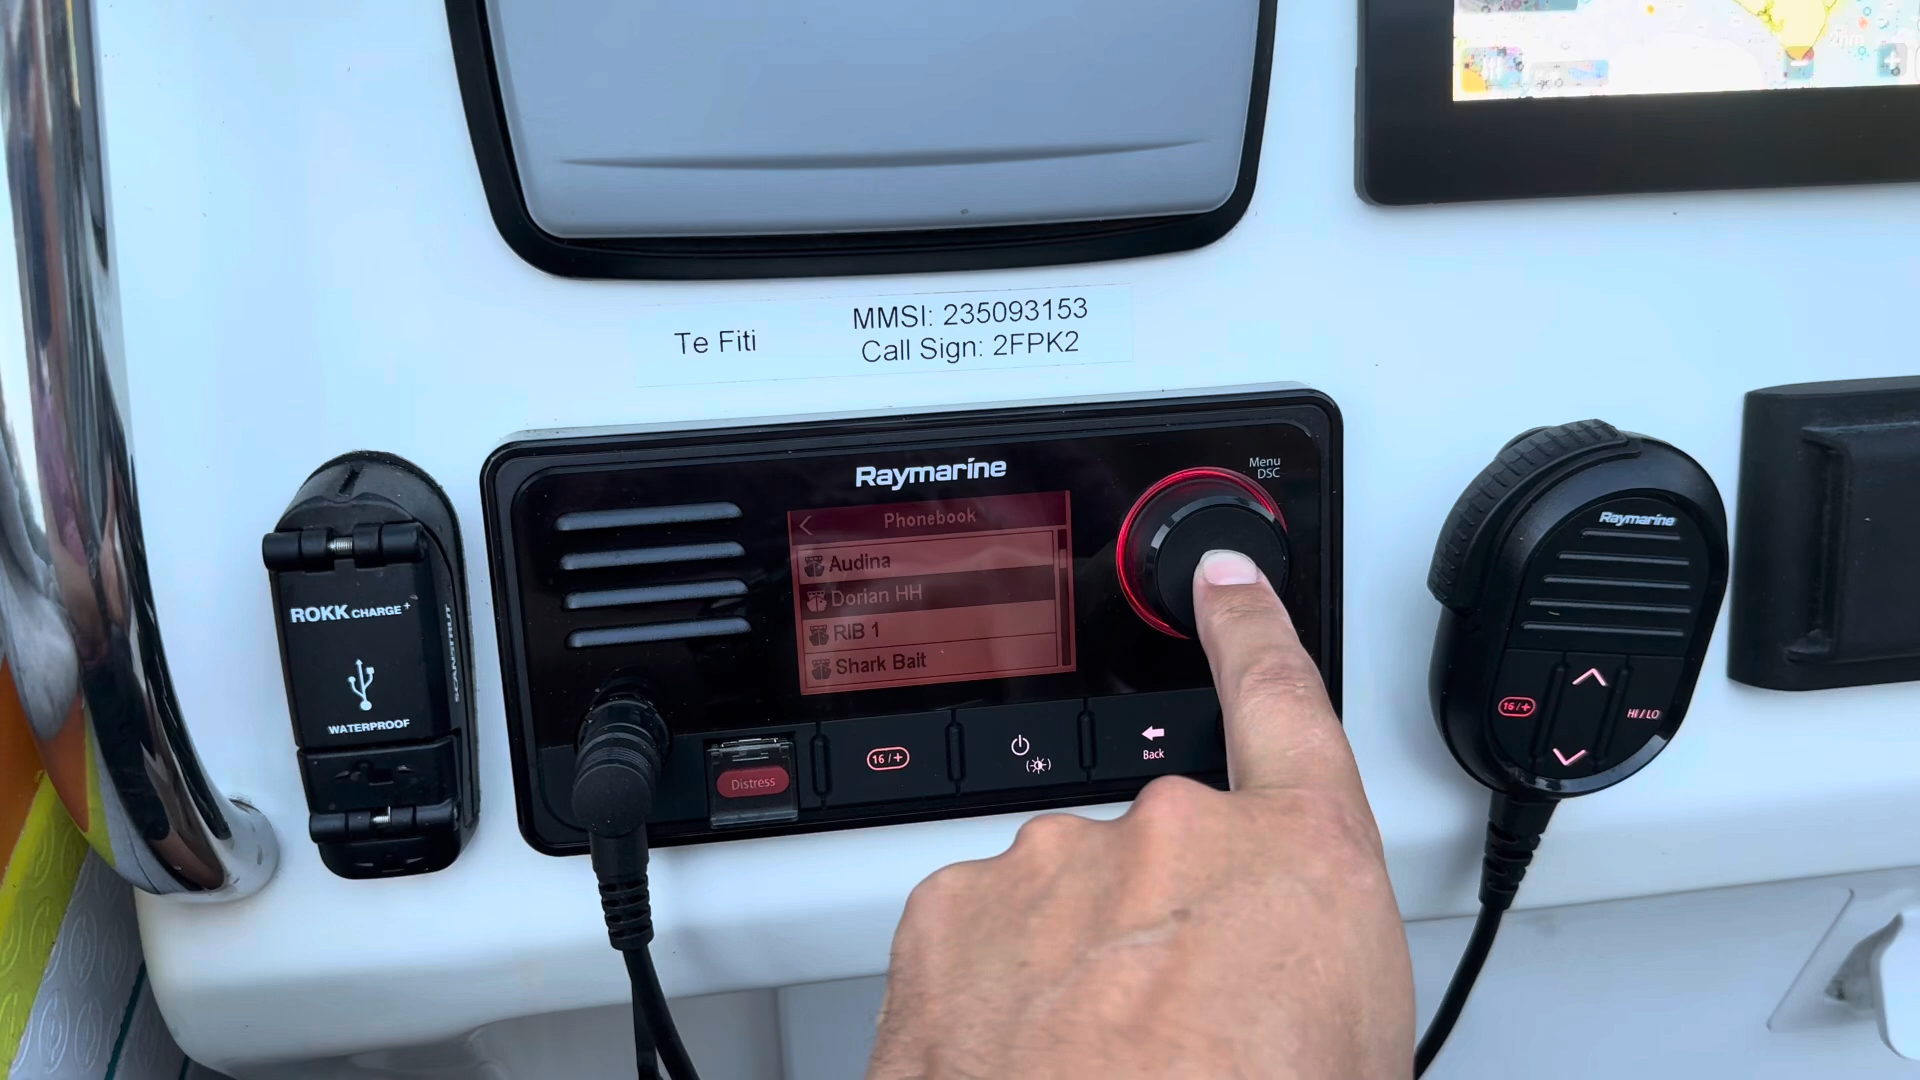 Te Fiti
MMSI: 235093153
Call Sign: 2FPK2
Raymarine
Menu
DSC
Phonebook
Audina
Dorian HH
RIB 1
Shark Bait
Distress
16/+
Back
ROKK CHARGE+
SCANSTRUT
WATERPROOF
Raymarine
16/+
HI/LO